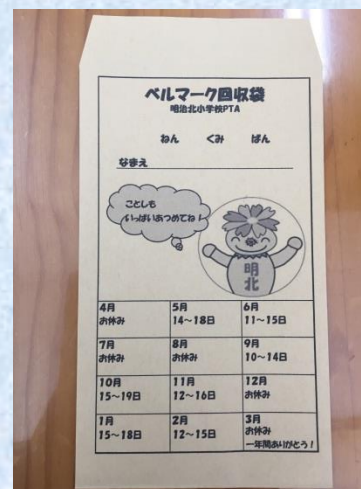 ベルマーク回収袋
明治北小学校PTA
ねん くみ ばん
なまえ
ことしも
いっぱいあつめてね！
明
北
4月 5月 6月
お休み 14～18日 11～15日
7月 8月 9月
お休み お休み 10～14日
10月 11月 12月
15～19日 12～16日 お休み
1月 2月 3月
15～18日 12～15日 お休み
一年間ありがとう！